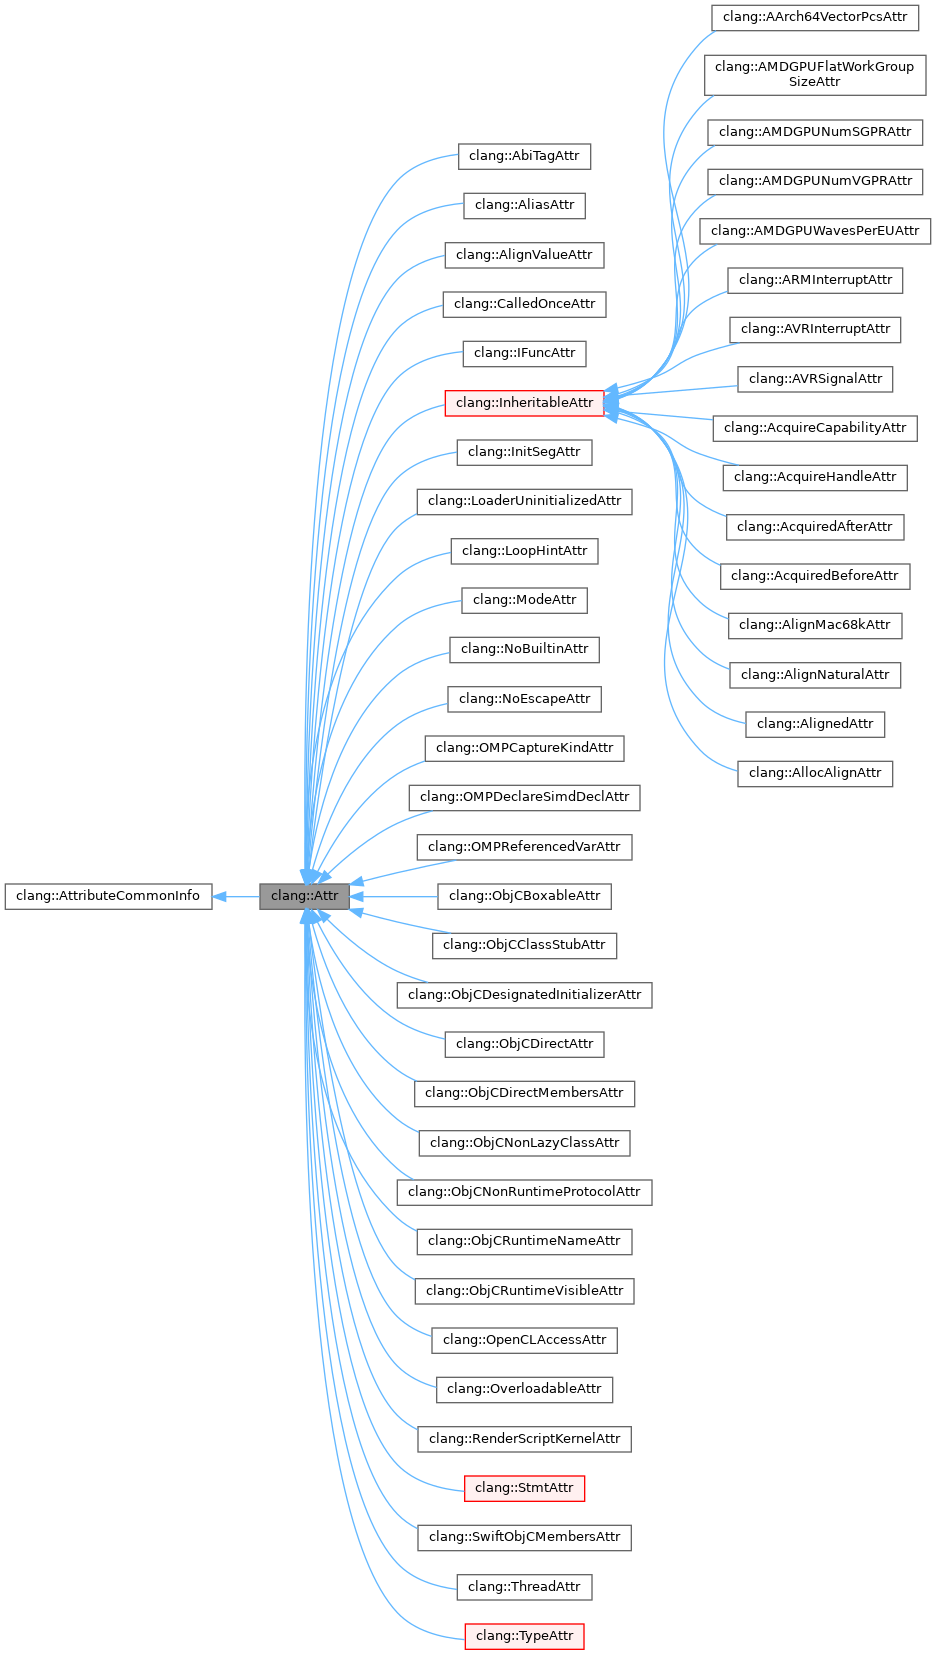 clang::AttributeCommonInfo
clang::Attr
clang::AbiTagAttr
clang::AliasAttr
clang::AlignValueAttr
clang::CalledOnceAttr
clang::IFuncAttr
clang::InheritableAttr
clang::InitSegAttr
clang::LoaderUninitializedAttr
clang::LoopHintAttr
clang::ModeAttr
clang::NoBuiltinAttr
clang::NoEscapeAttr
clang::OMPCaptureKindAttr
clang::OMPDeclareSimdDeclAttr
clang::OMPReferencedVarAttr
clang::ObjCBoxableAttr
clang::ObjCClassStubAttr
clang::ObjCDesignatedInitializerAttr
clang::ObjCDirectAttr
clang::ObjCDirectMembersAttr
clang::ObjCNonLazyClassAttr
clang::ObjCNonRuntimeProtocolAttr
clang::ObjCRuntimeNameAttr
clang::ObjCRuntimeVisibleAttr
clang::OpenCLAccessAttr
clang::OverloadableAttr
clang::RenderScriptKernelAttr
clang::StmtAttr
clang::SwiftObjCMembersAttr
clang::ThreadAttr
clang::TypeAttr
clang::AArch64VectorPcsAttr
clang::AMDGPUFlatWorkGroup
SizeAttr
clang::AMDGPUNumSGPRAttr
clang::AMDGPUNumVGPRAttr
clang::AMDGPUWavesPerEUAttr
clang::ARMInterruptAttr
clang::AVRInterruptAttr
clang::AVRSignalAttr
clang::AcquireCapabilityAttr
clang::AcquireHandleAttr
clang::AcquiredAfterAttr
clang::AcquiredBeforeAttr
clang::AlignMac68kAttr
clang::AlignNaturalAttr
clang::AlignedAttr
clang::AllocAlignAttr